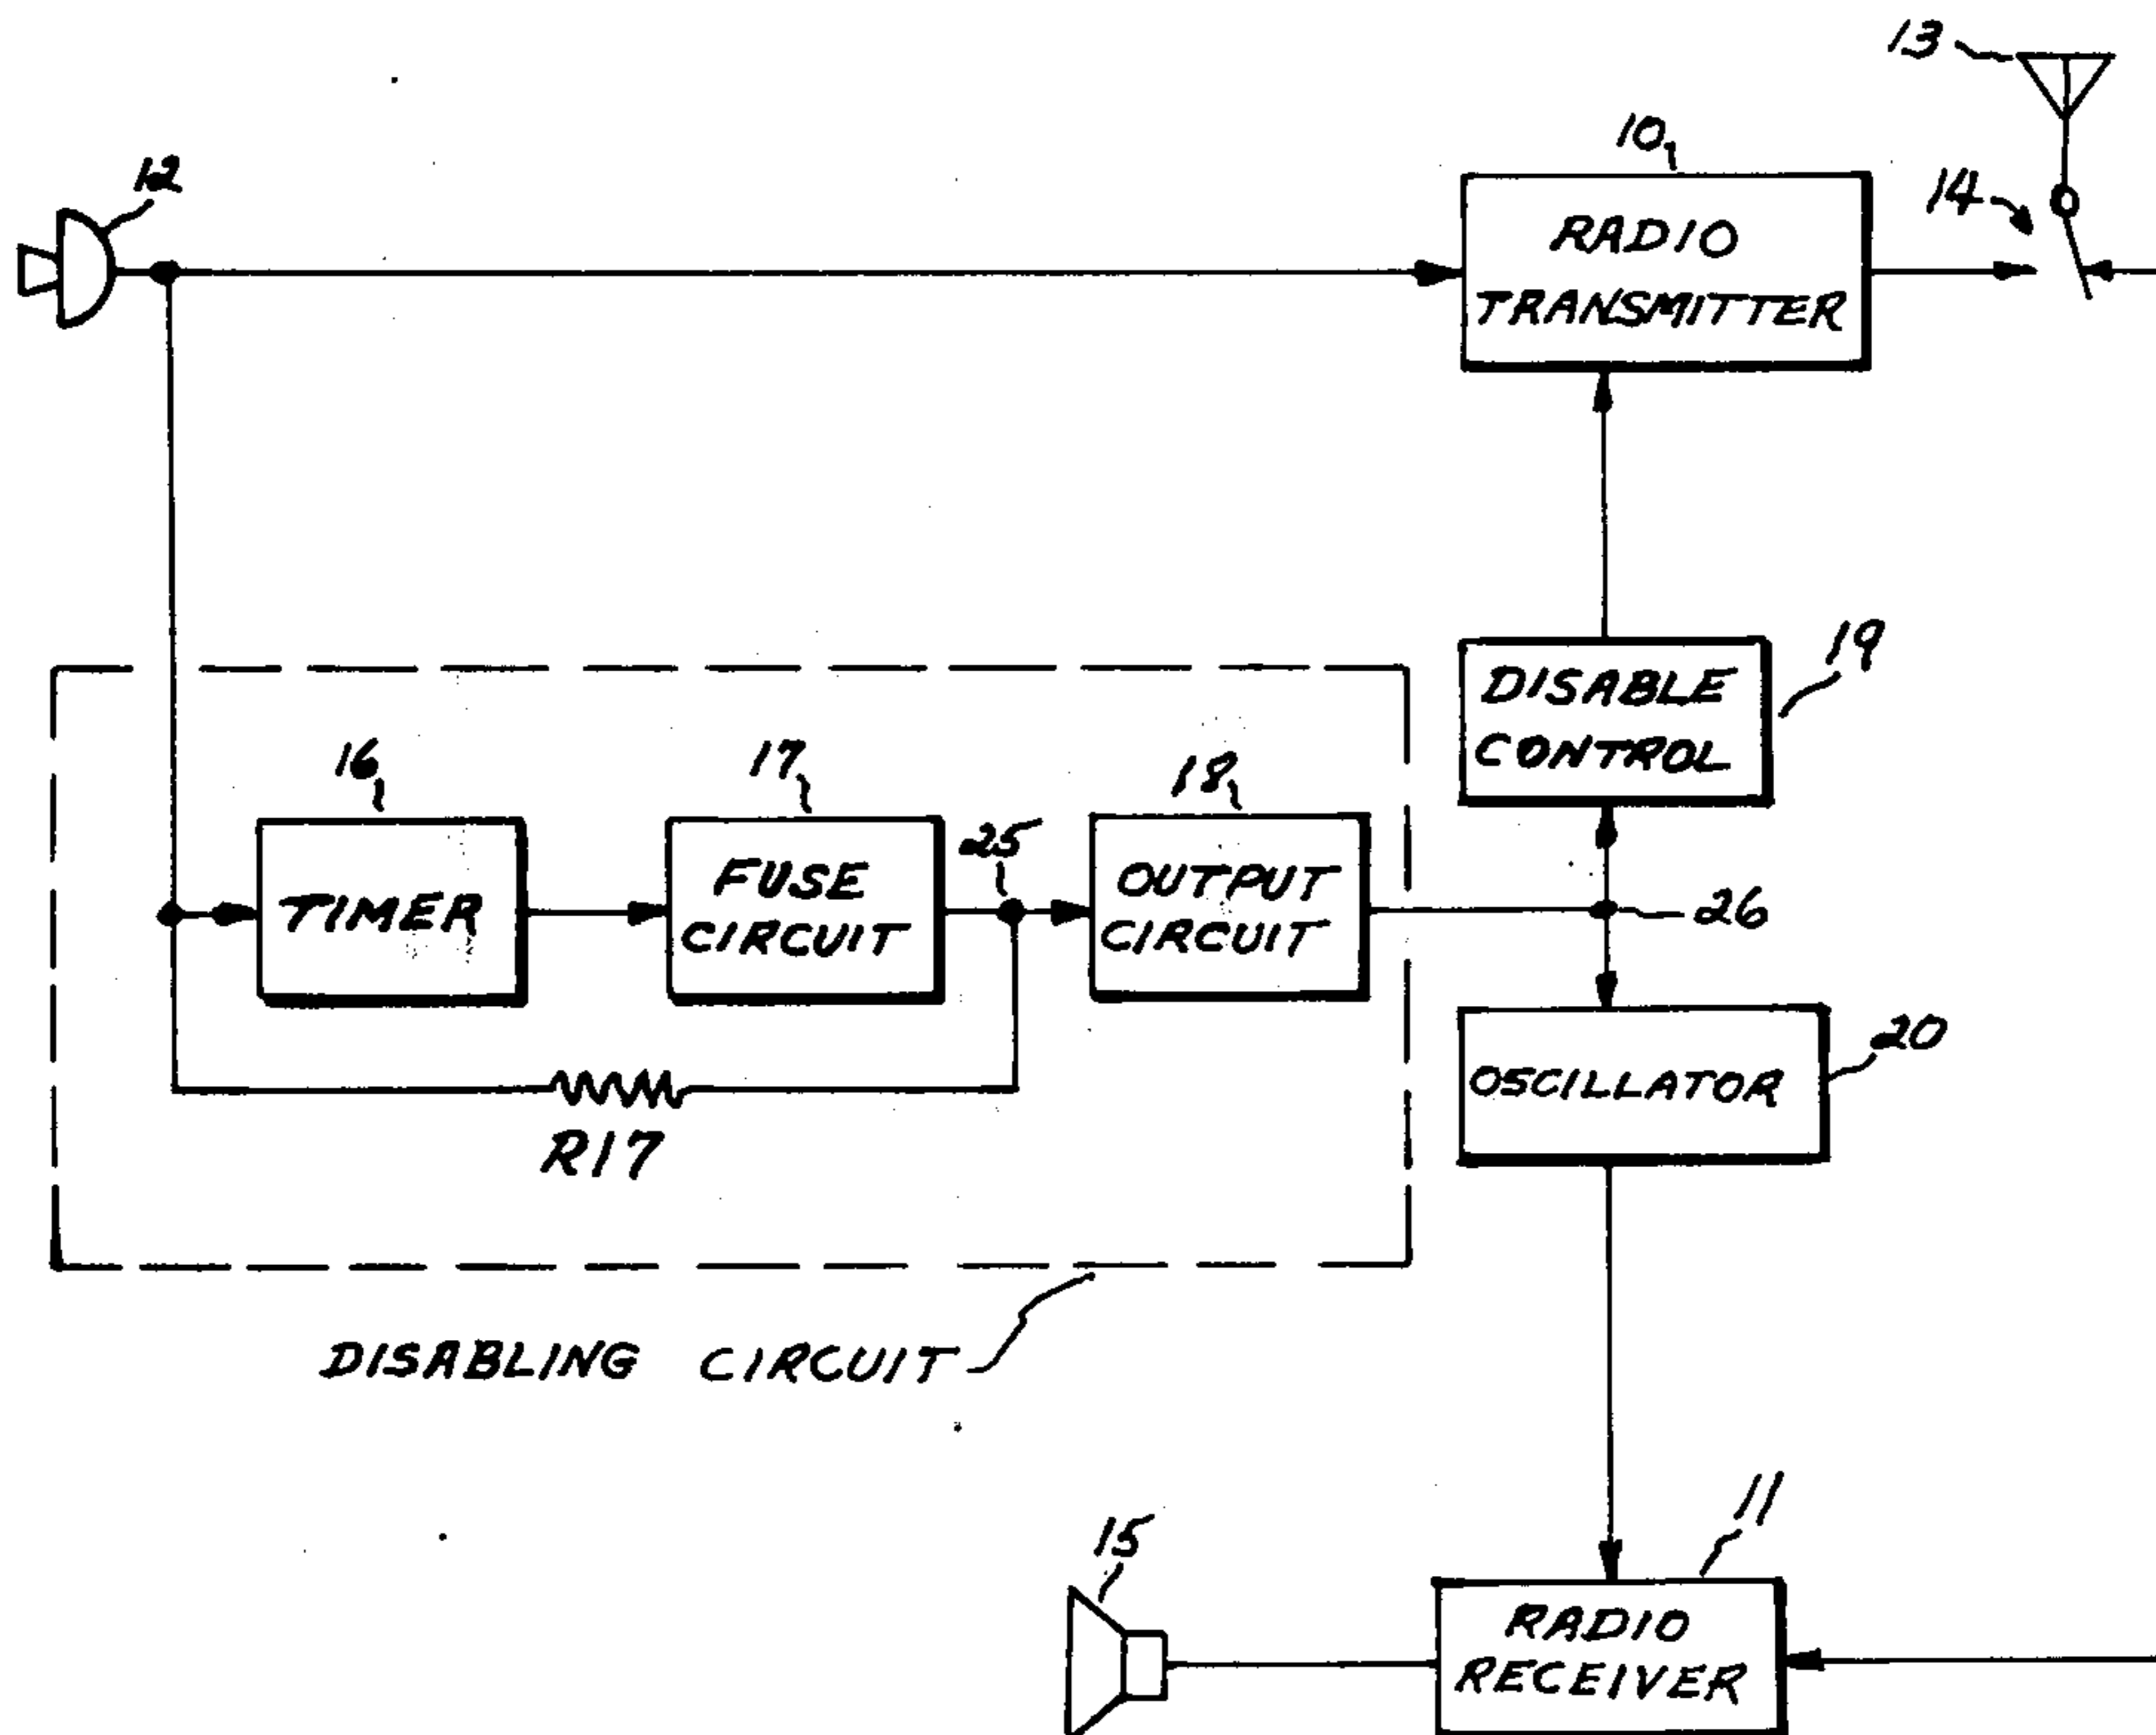 13
10
12
14
RADIO
TRANSMITTER
19
DISABLE
CONTROL
16
17
18
25
TIMER
FUSE
CIRCUIT
OUTPUT
CIRCUIT
26
20
OSCILLATOR
R17
DISABLING CIRCUIT
11
15
RADIO
RECEIVER